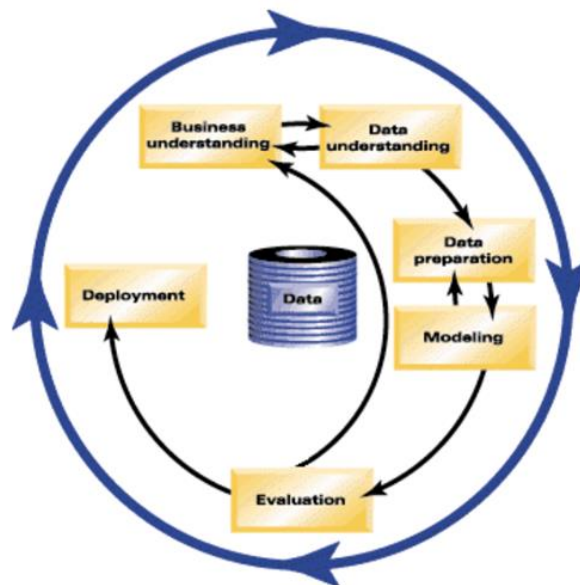 Business
understanding
Data
understanding
Data
preparation
Modeling
Evaluation
Deployment
Data